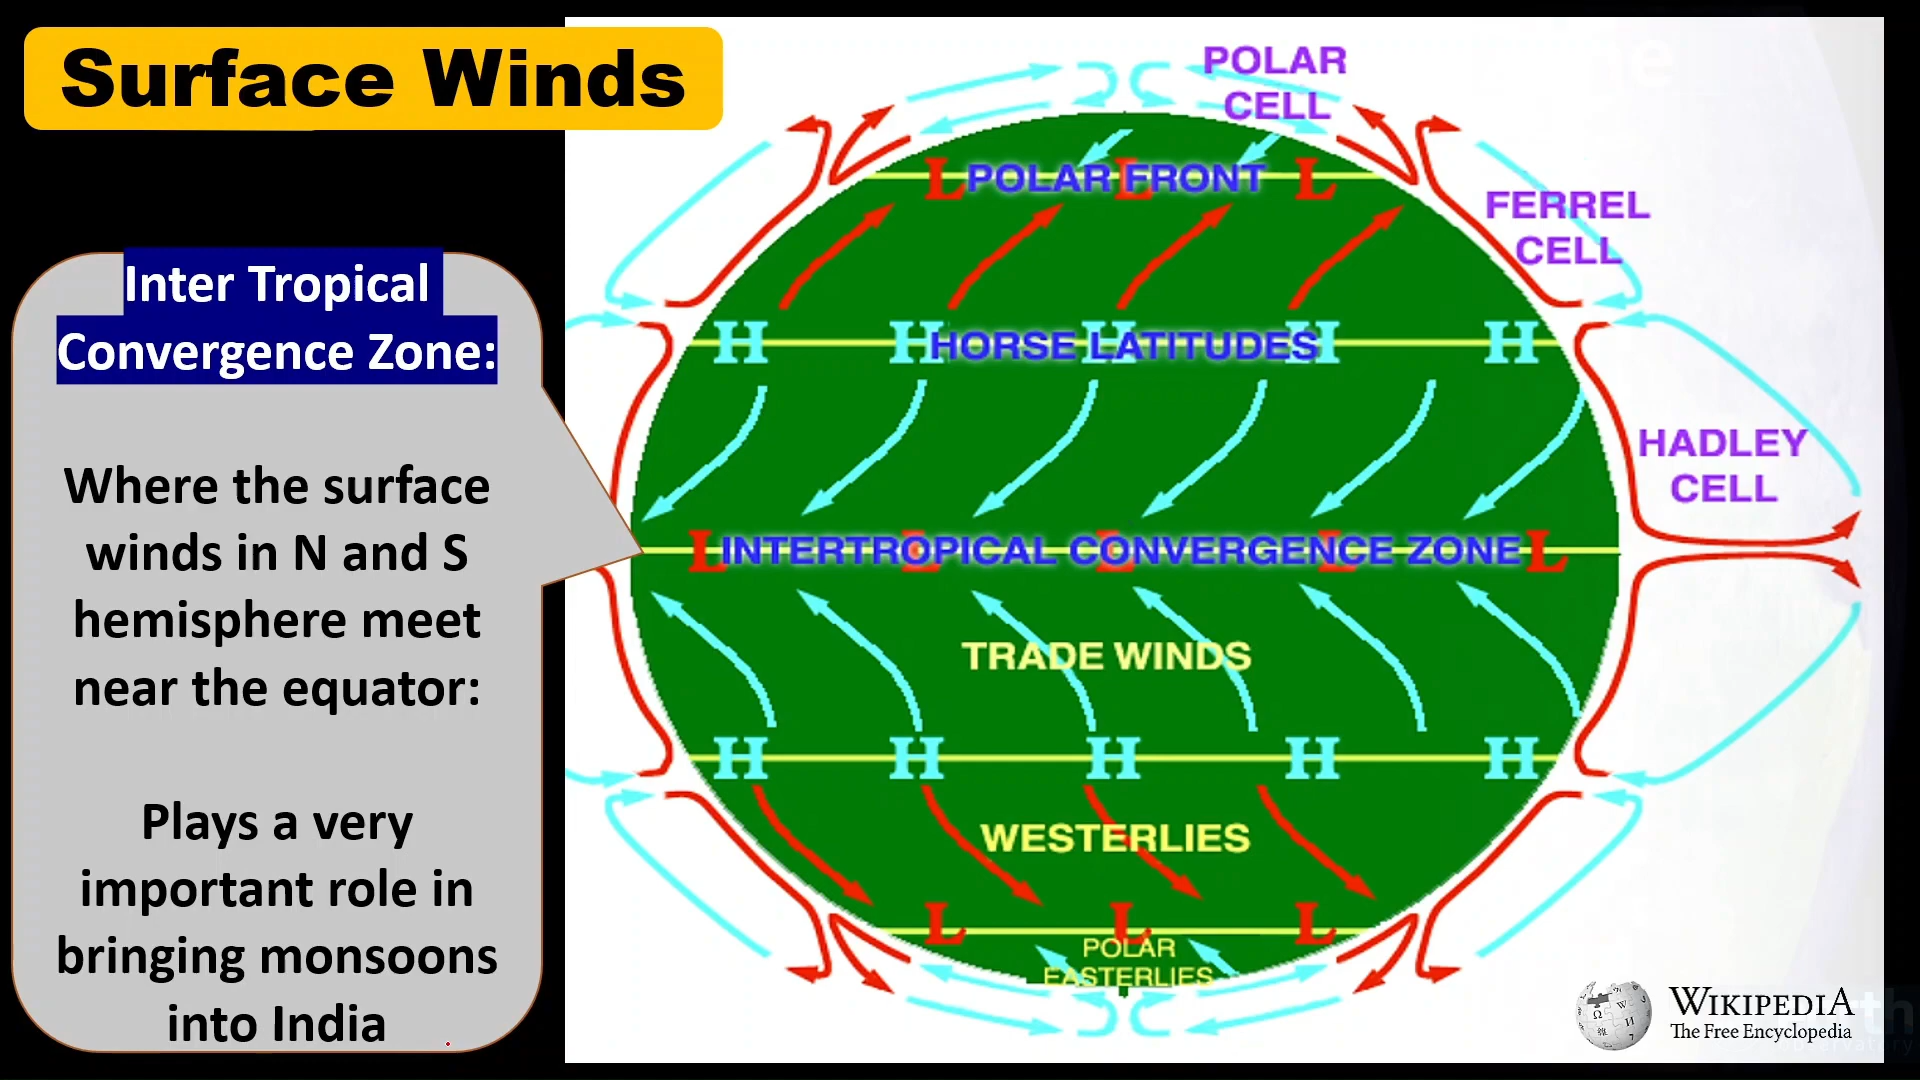 Surface Winds
Inter Tropical
Convergence Zone:
Where the surface
winds in N and S
hemisphere meet
near the equator:
Plays a very
important role in
bringing monsoons
into India
POLAR
CELL
L POLAR FRONT L L
FERREL
CELL
H H HORSE LATITUDES H H H
HADLEY
CELL
L INTERTROPICAL CONVERGENCE ZONE L L L L
TRADE WINDS
H H H H H
WESTERLIES
L L L
POLAR
EASTERLIES
WIKIPEDIA
The Free Encyclopedia